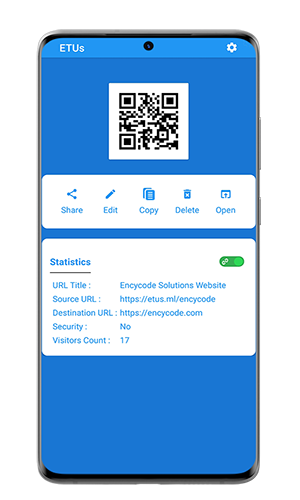 ETUs
Share Edit Copy Delete Open
Statistics
URL Title : Encycode Solutions Website
Source URL : https://etus.ml/encycode
Destination URL : https://encycode.com
Security : No
Visitors Count : 17